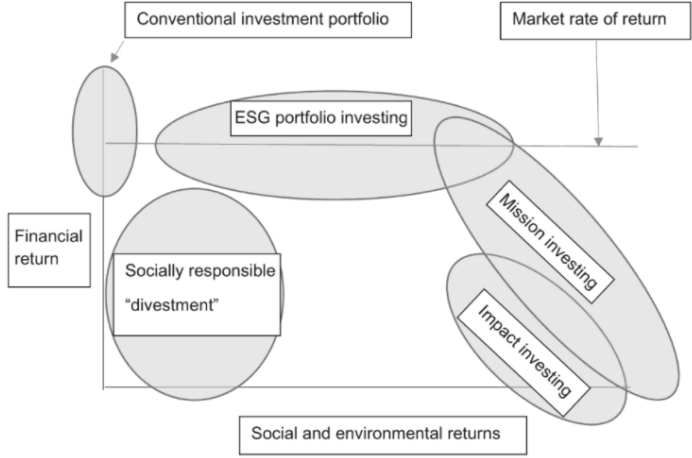 Conventional investment portfolio
Market rate of return
ESG portfolio investing
Mission investing
Financial
return
Socially responsible
“divestment”
Impact investing
Social and environmental returns